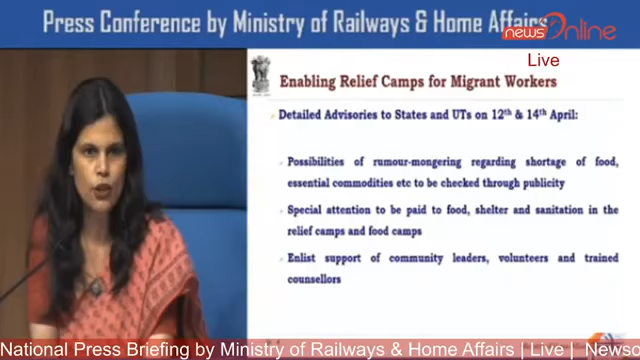 Press Conference by Ministry of Railways & Home Affairs
news Online
Live
Enabling Relief Camps for Migrant Workers
Detailed Advisories to States and UTs on 12th & 14th April:
Possibilities of rumour-mongering regarding shortage of food,
essential commodities etc to be checked through publicity
Special attention to be paid to food, shelter and sanitation in the
relief camps and food camps
Enlist support of community leaders, volunteers and trained
counsellors
National Press Briefing by Ministry of Railways & Home Affairs | Live | Newso